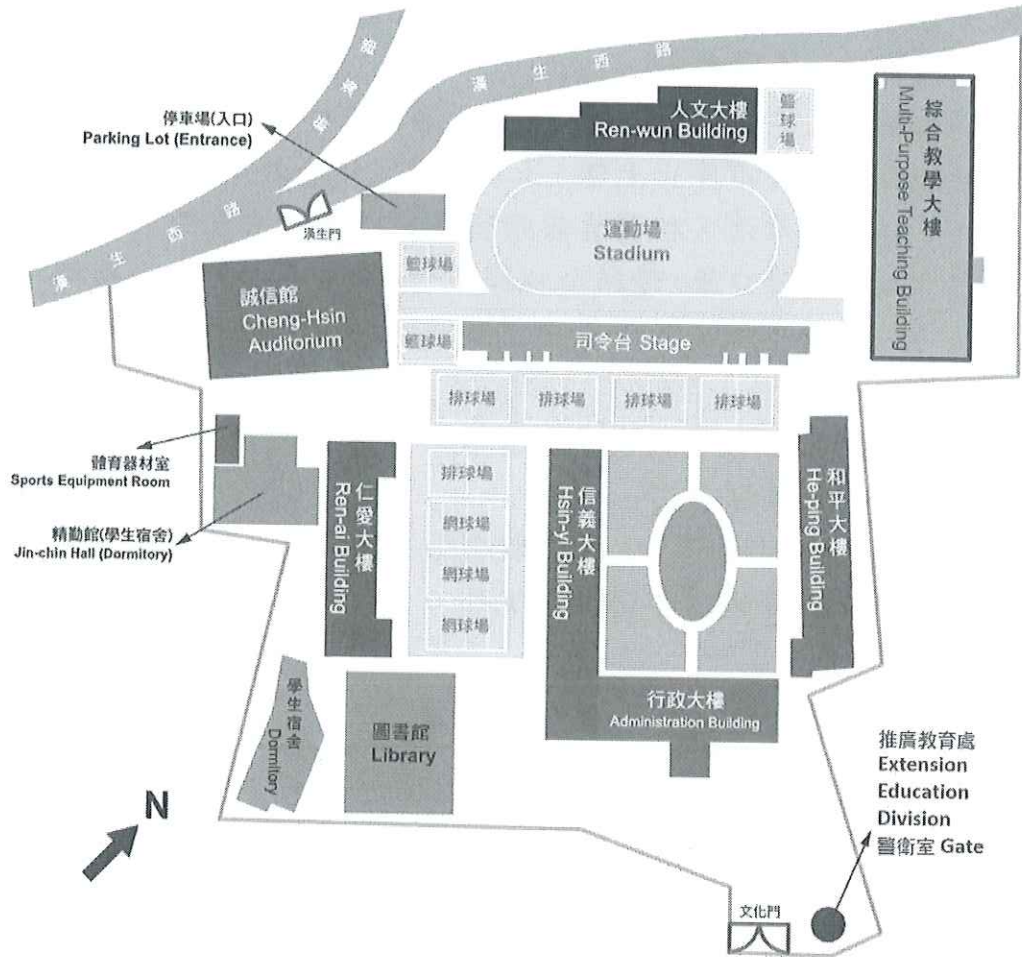 漢生西路
人文大樓
Ren-wun Building
籃球場
綜合教學大樓
Multi-Purpose Teaching Building
停車場(入口)
Parking Lot (Entrance)
漢生西路
漢生門
運動場
Stadium
籃球場
誠信館
Cheng-Hsin
Auditorium
籃球場
司令台 Stage
排球場
排球場
排球場
排球場
體育器材室
Sports Equipment Room
精勤館(學生宿舍)
Jin-chin Hall (Dormitory)
仁愛大樓
Ren-ai Building
排球場
網球場
網球場
網球場
信義大樓
Hsin-yi Building
和平大樓
He-ping Building
學生宿舍
Dormitory
圖書館
Library
行政大樓
Administration Building
推廣教育處
Extension
Education
Division
警衛室 Gate
N
文化門